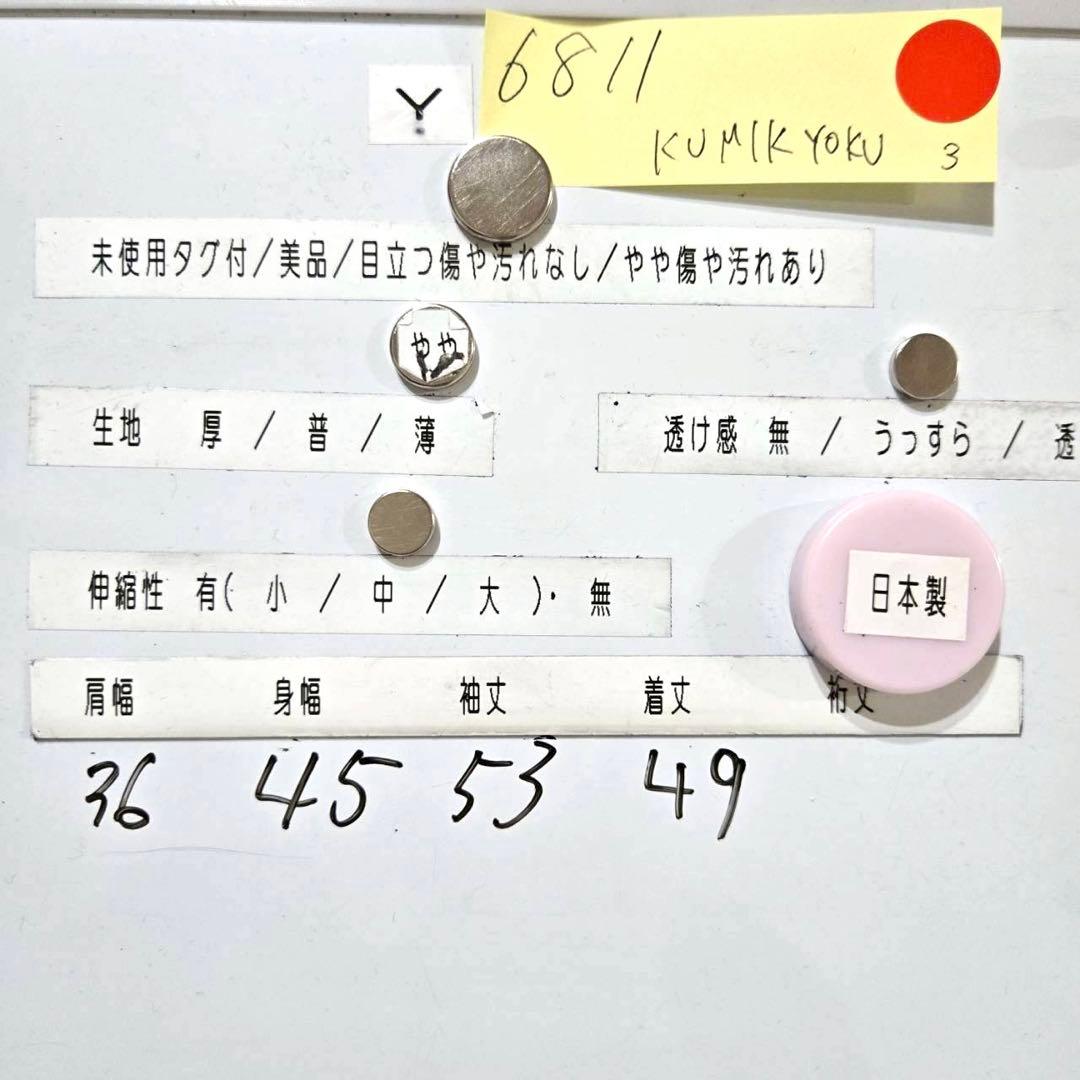 6811
Y
KUMIKYOKU 3
未使用タグ付/美品/目立つ傷や汚れなし/やや傷や汚れあり
やや
生地 厚 / 普 / 薄
透け感 無 / うっすら / 透
伸縮性 有( 小 / 中 / 大 )・ 無
日本製
肩幅 身幅 袖丈 着丈 裄丈
36 45 53 49